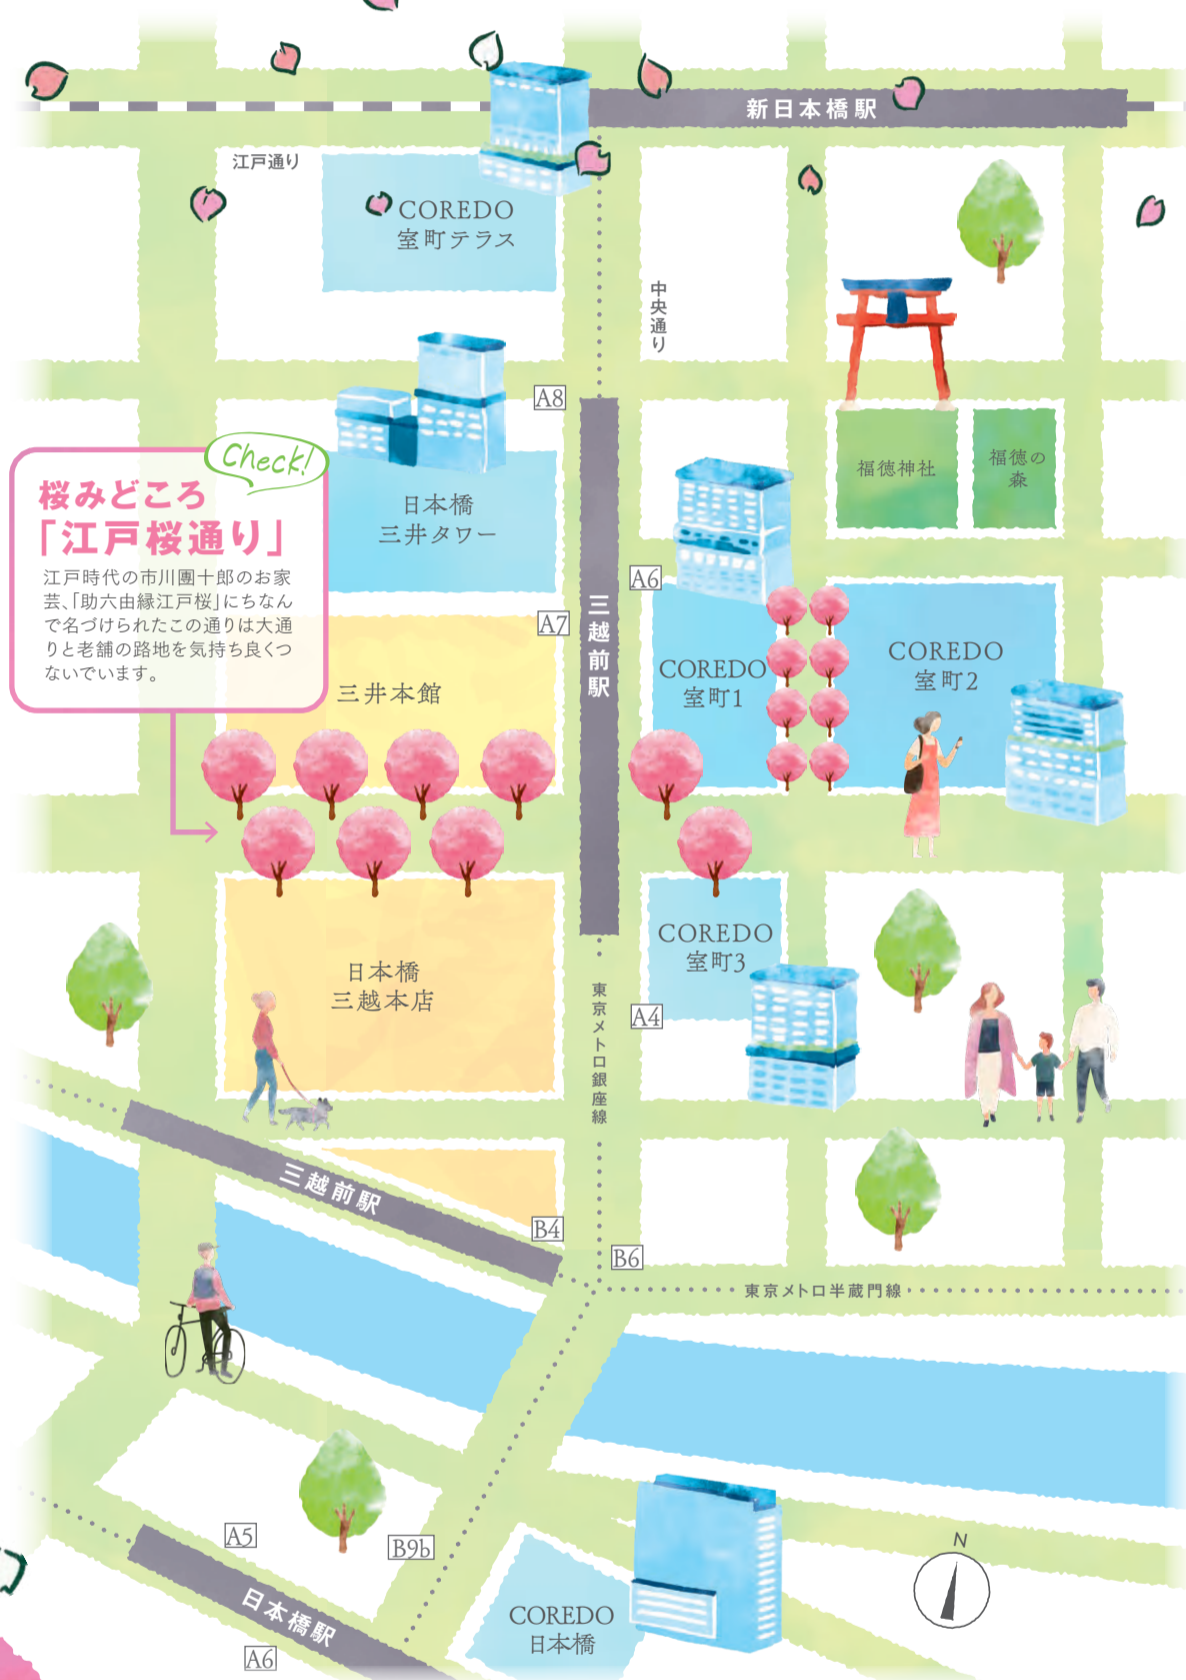 新日本橋駅
江戸通り
COREDO
室町テラス
中央通り
A8
Check!
桜みどころ
「江戸桜通り」
江戸時代の市川團十郎のお家
芸、「助六由縁江戸桜」にちなん
で名づけられたこの通りは大通
りと老舗の路地を気持ち良くつ
ないでいます。
日本橋
三井タワー
福徳神社
福徳の
森
A6
A7
三越前駅
三井本館
COREDO
室町1
COREDO
室町2
日本橋
三越本店
COREDO
室町3
A4
東京メトロ銀座線
三越前駅
B4
B6
東京メトロ半蔵門線
A5
B9b
日本橋駅
A6
COREDO
日本橋
N